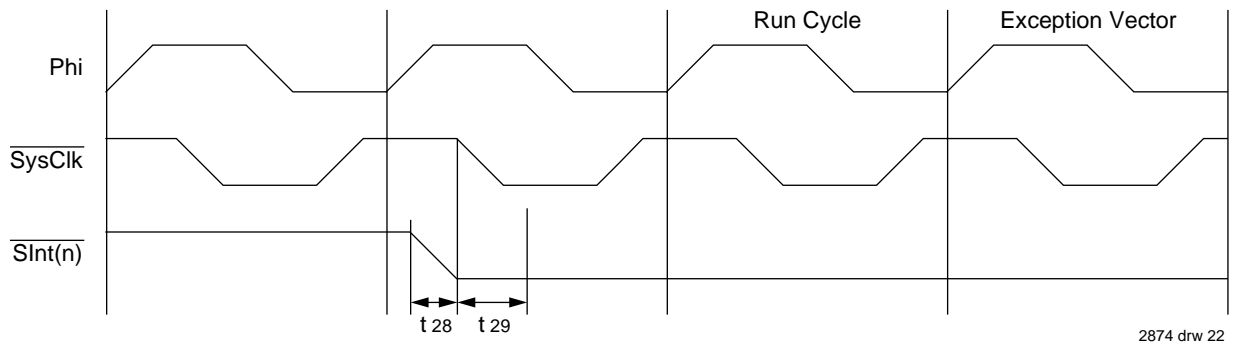 Run Cycle
Exception Vector
Phi
SysClk
SInt(n)
t 28
t 29
2874 drw 22